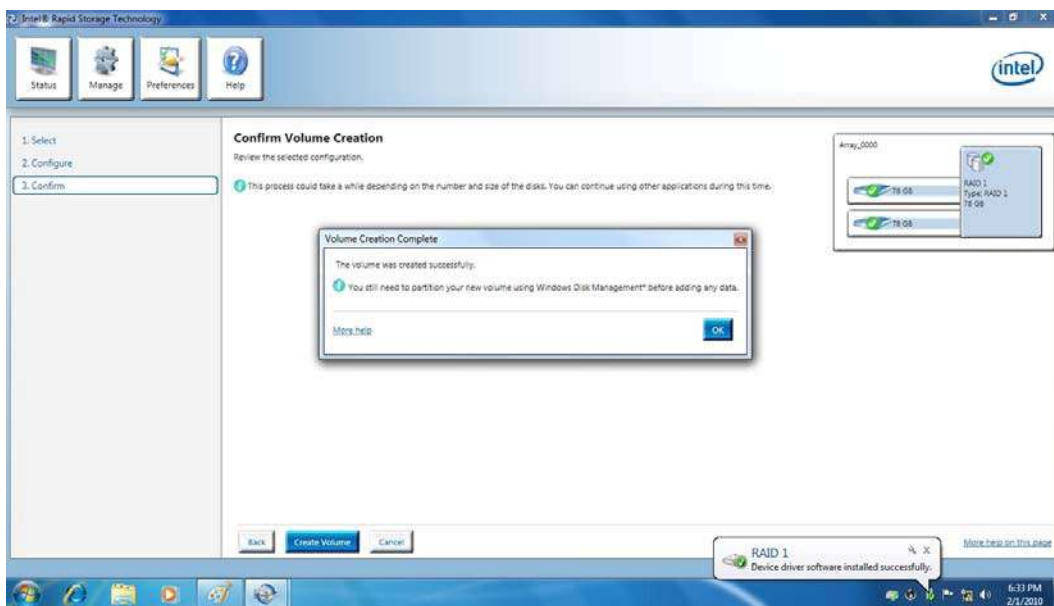 Intel® Rapid Storage Technology
Status
Manage
Preferences
Help
intel
1. Select
2. Configure
3. Confirm
Confirm Volume Creation
Review the selected configuration.
This process could take a while depending on the number and size of the disks. You can continue using other applications during this time.
Array_0000
78 GB
78 GB
RAID 1
Type: RAID 1
78 GB
Volume Creation Complete
The volume was created successfully.
You still need to partition your new volume using Windows Disk Management* before adding any data.
More help
OK
Back
Create Volume
Cancel
More help on this page
RAID 1
Device driver software installed successfully.
6:33 PM
2/1/2010